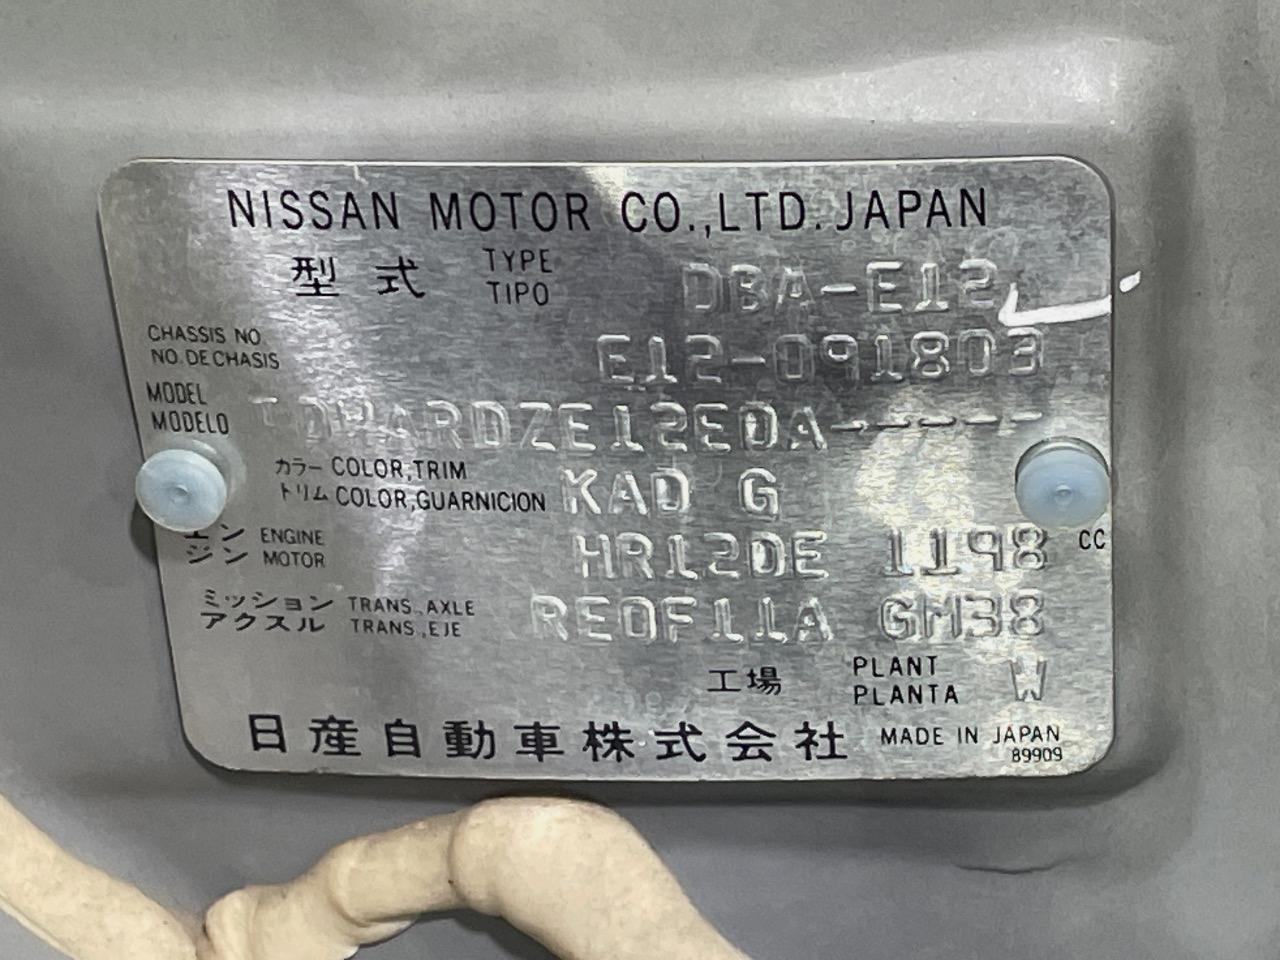 NISSAN MOTOR CO.,LTD. JAPAN
型式 TYPE TIPO DBA-E12
CHASSIS NO.
NO. DE CHASIS E12-091803
MODEL
MODELO
カラー COLOR,TRIM
トリム COLOR,GUARNICION KAD G
エン ENGINE
ジン MOTOR HR12DE 1198 CC
ミッション TRANS.,AXLE
アクスル TRANS.,EJE RE0F11A GM38
工場 PLANT PLANTA W
日産自動車株式会社 MADE IN JAPAN
89909